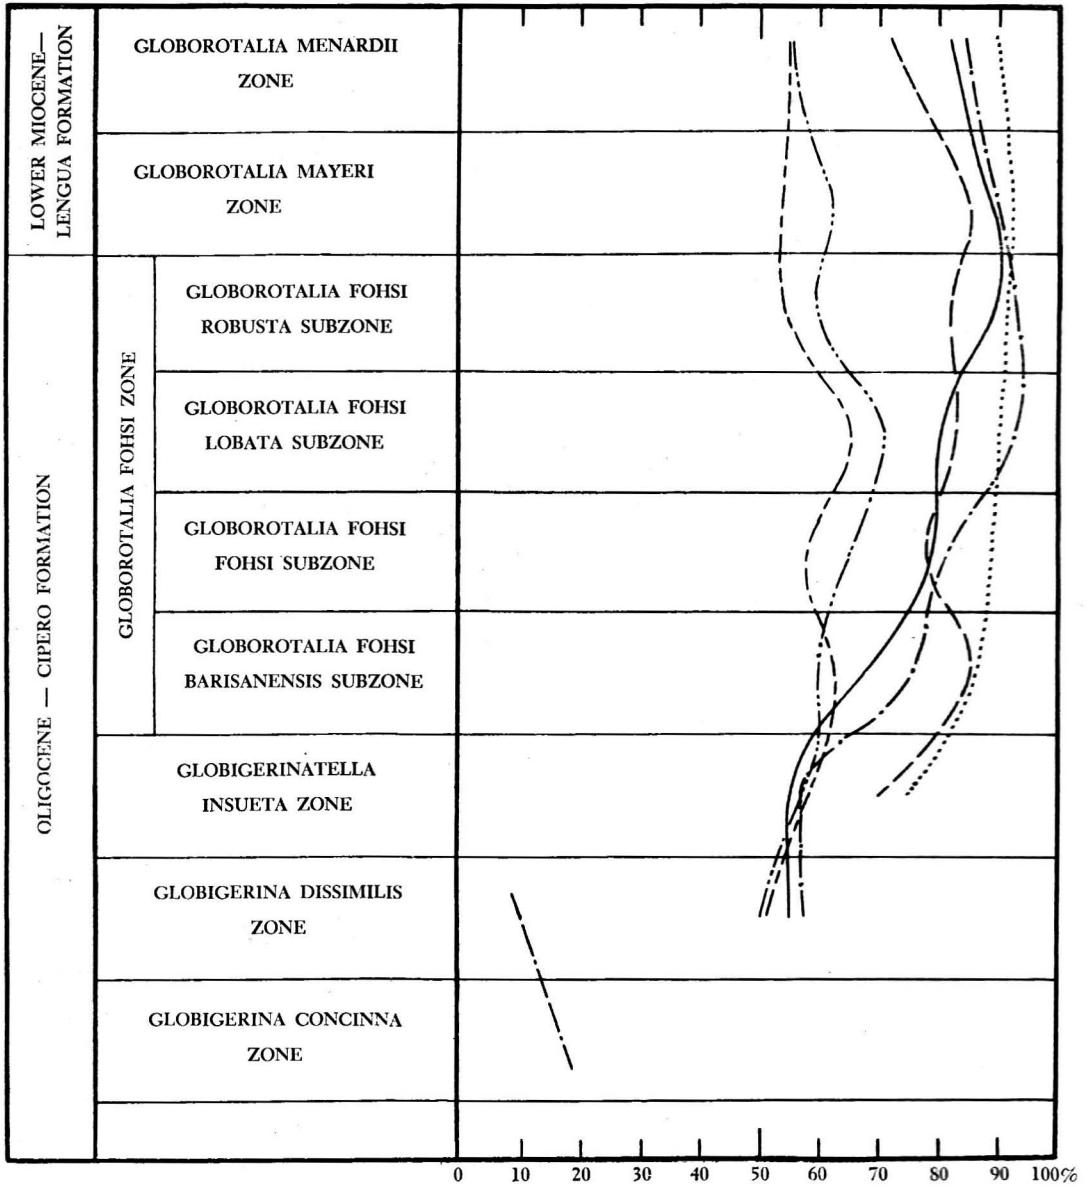 LOWER MIOCENE—
LENGUA FORMATION
GLOBOROTALIA MENARDII
ZONE
GLOBOROTALIA MAYERI
ZONE
OLIGOCENE — CIPERO FORMATION
GLOBOROTALIA FOHSI ZONE
GLOBOROTALIA FOHSI
ROBUSTA SUBZONE
GLOBOROTALIA FOHSI
LOBATA SUBZONE
GLOBOROTALIA FOHSI
FOHSI SUBZONE
GLOBOROTALIA FOHSI
BARISANENSIS SUBZONE
GLOBIGERINATELLA
INSUETA ZONE
GLOBIGERINA DISSIMILIS
ZONE
GLOBIGERINA CONCINNA
ZONE
0 10 20 30 40 50 60 70 80 90 100%